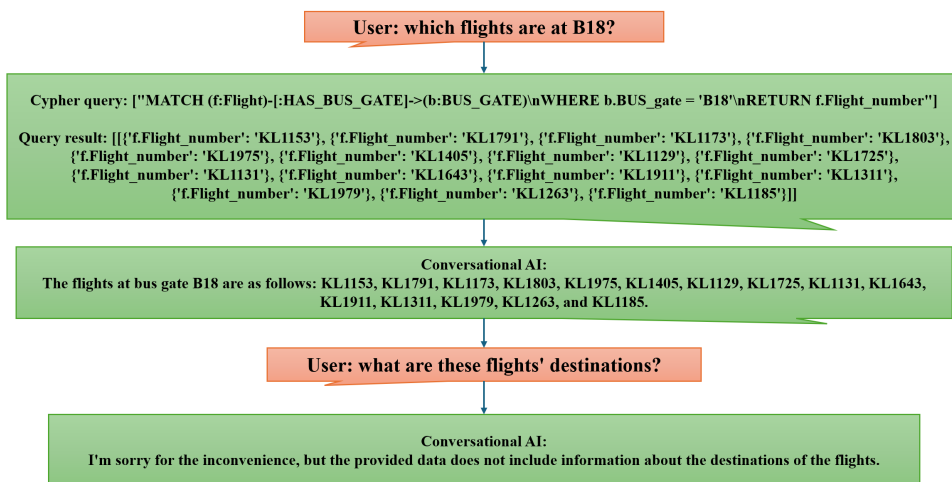 User: which flights are at B18?
Cypher query: ["MATCH (f:Flight)-[:HAS_BUS_GATE]->(b:BUS_GATE)\nWHERE b.BUS_gate = 'B18'\nRETURN f.Flight_number"]
Query result: [[{'f.Flight_number': 'KL1153'}, {'f.Flight_number': 'KL1791'}, {'f.Flight_number': 'KL1173'}, {'f.Flight_number': 'KL1803'},
{'f.Flight_number': 'KL1975'}, {'f.Flight_number': 'KL1405'}, {'f.Flight_number': 'KL1129'}, {'f.Flight_number': 'KL1725'},
{'f.Flight_number': 'KL1131'}, {'f.Flight_number': 'KL1643'}, {'f.Flight_number': 'KL1911'}, {'f.Flight_number': 'KL1311'},
{'f.Flight_number': 'KL1979'}, {'f.Flight_number': 'KL1263'}, {'f.Flight_number': 'KL1185'}]]
Conversational AI:
The flights at bus gate B18 are as follows: KL1153, KL1791, KL1173, KL1803, KL1975, KL1405, KL1129, KL1725, KL1131, KL1643,
KL1911, KL1311, KL1979, KL1263, and KL1185.
User: what are these flights' destinations?
Conversational AI:
I'm sorry for the inconvenience, but the provided data does not include information about the destinations of the flights.